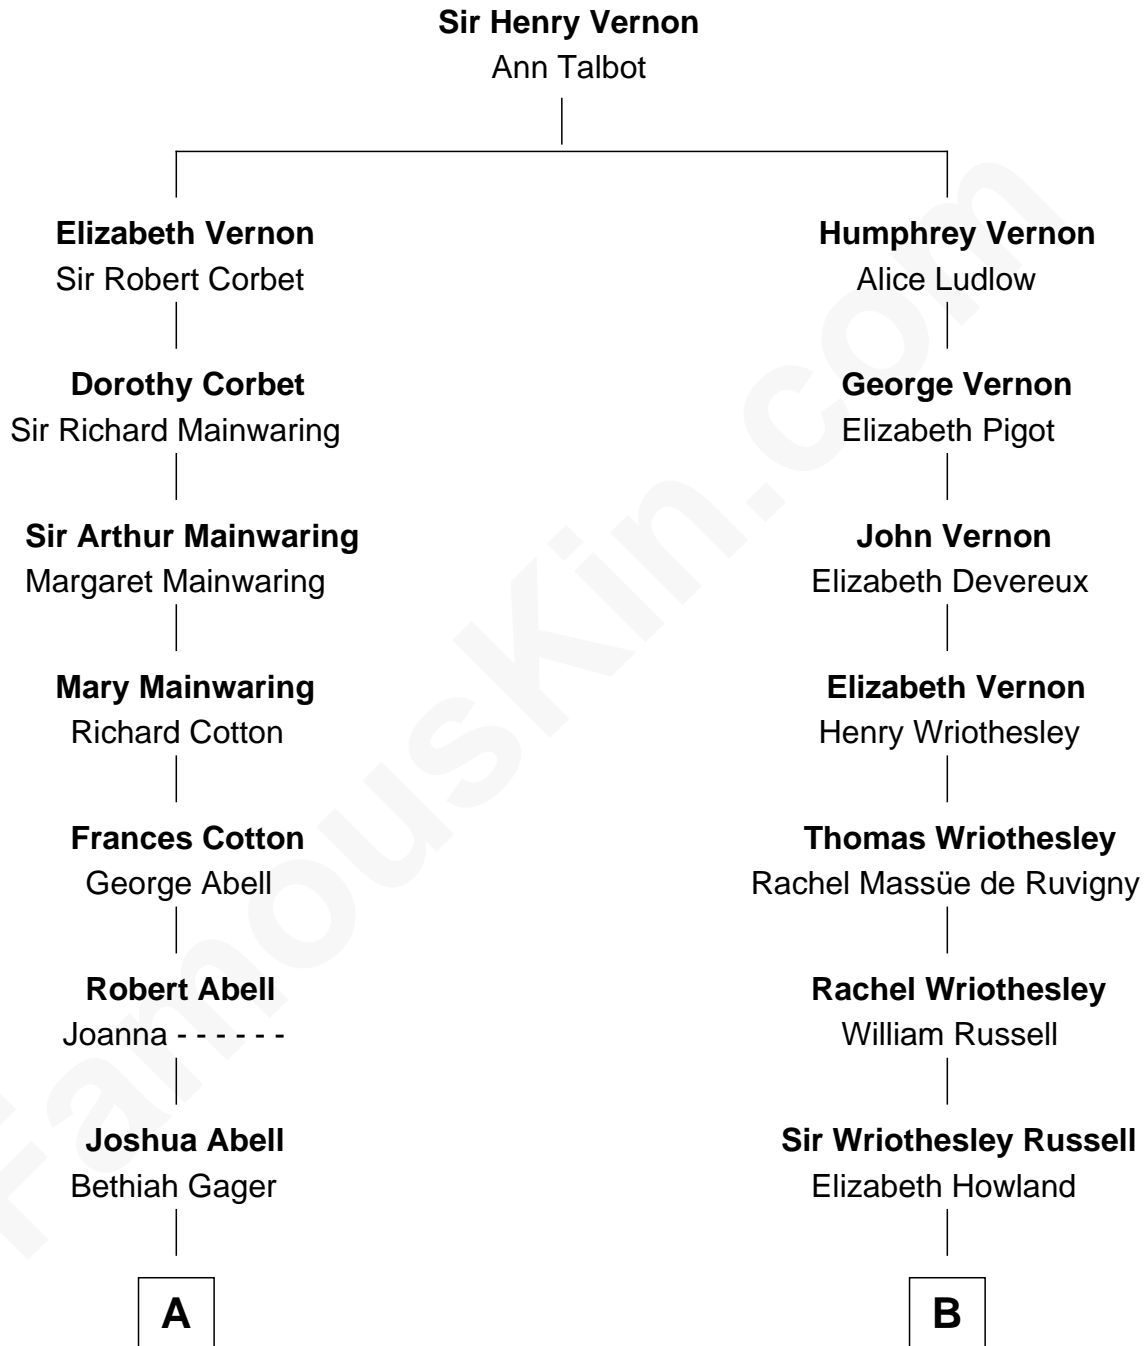 Sir Henry Vernon
Ann Talbot
Elizabeth Vernon
Sir Robert Corbet
Humphrey Vernon
Alice Ludlow
Dorothy Corbet
Sir Richard Mainwaring
George Vernon
Elizabeth Pigot
Sir Arthur Mainwaring
Margaret Mainwaring
John Vernon
Elizabeth Devereux
Mary Mainwaring
Richard Cotton
Elizabeth Vernon
Henry Wriothesley
Frances Cotton
George Abell
Thomas Wriothesley
Rachel Massüe de Ruvigny
Robert Abell
Joanna - - - - - -
Rachel Wriothesley
William Russell
Joshua Abell
Bethiah Gager
Sir Wriothesley Russell
Elizabeth Howland
A
B
FamousKin.com